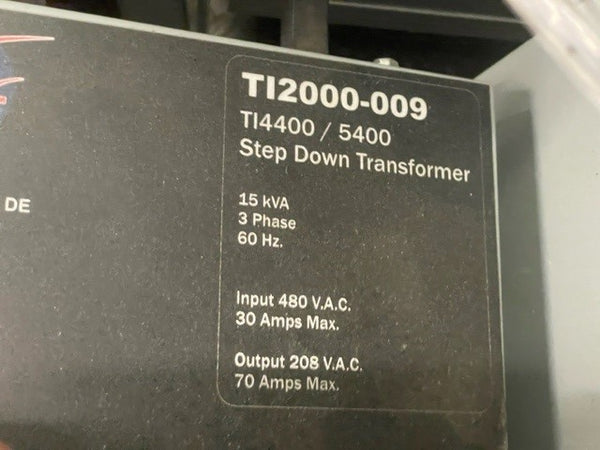 DE
TI2000-009
TI4400 / 5400
Step Down Transformer
15 kVA
3 Phase
60 Hz.
Input 480 V.A.C.
30 Amps Max.
Output 208 V.A.C.
70 Amps Max.